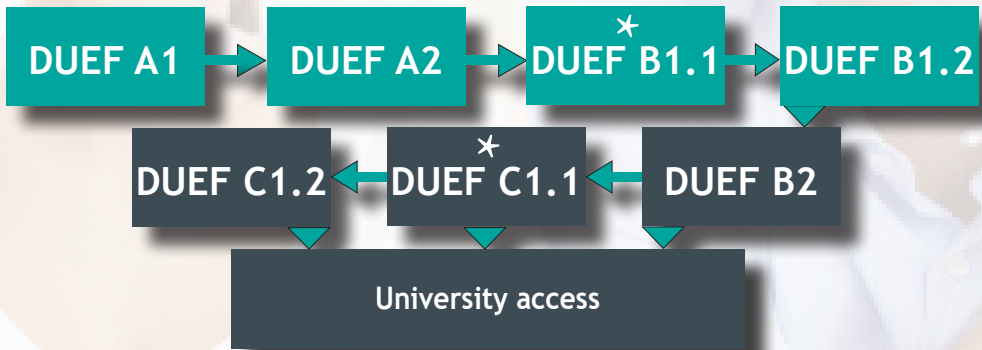 DUEF A1
DUEF A2
*
DUEF B1.1
DUEF B1.2
DUEF B2
*
DUEF C1.1
DUEF C1.2
University access